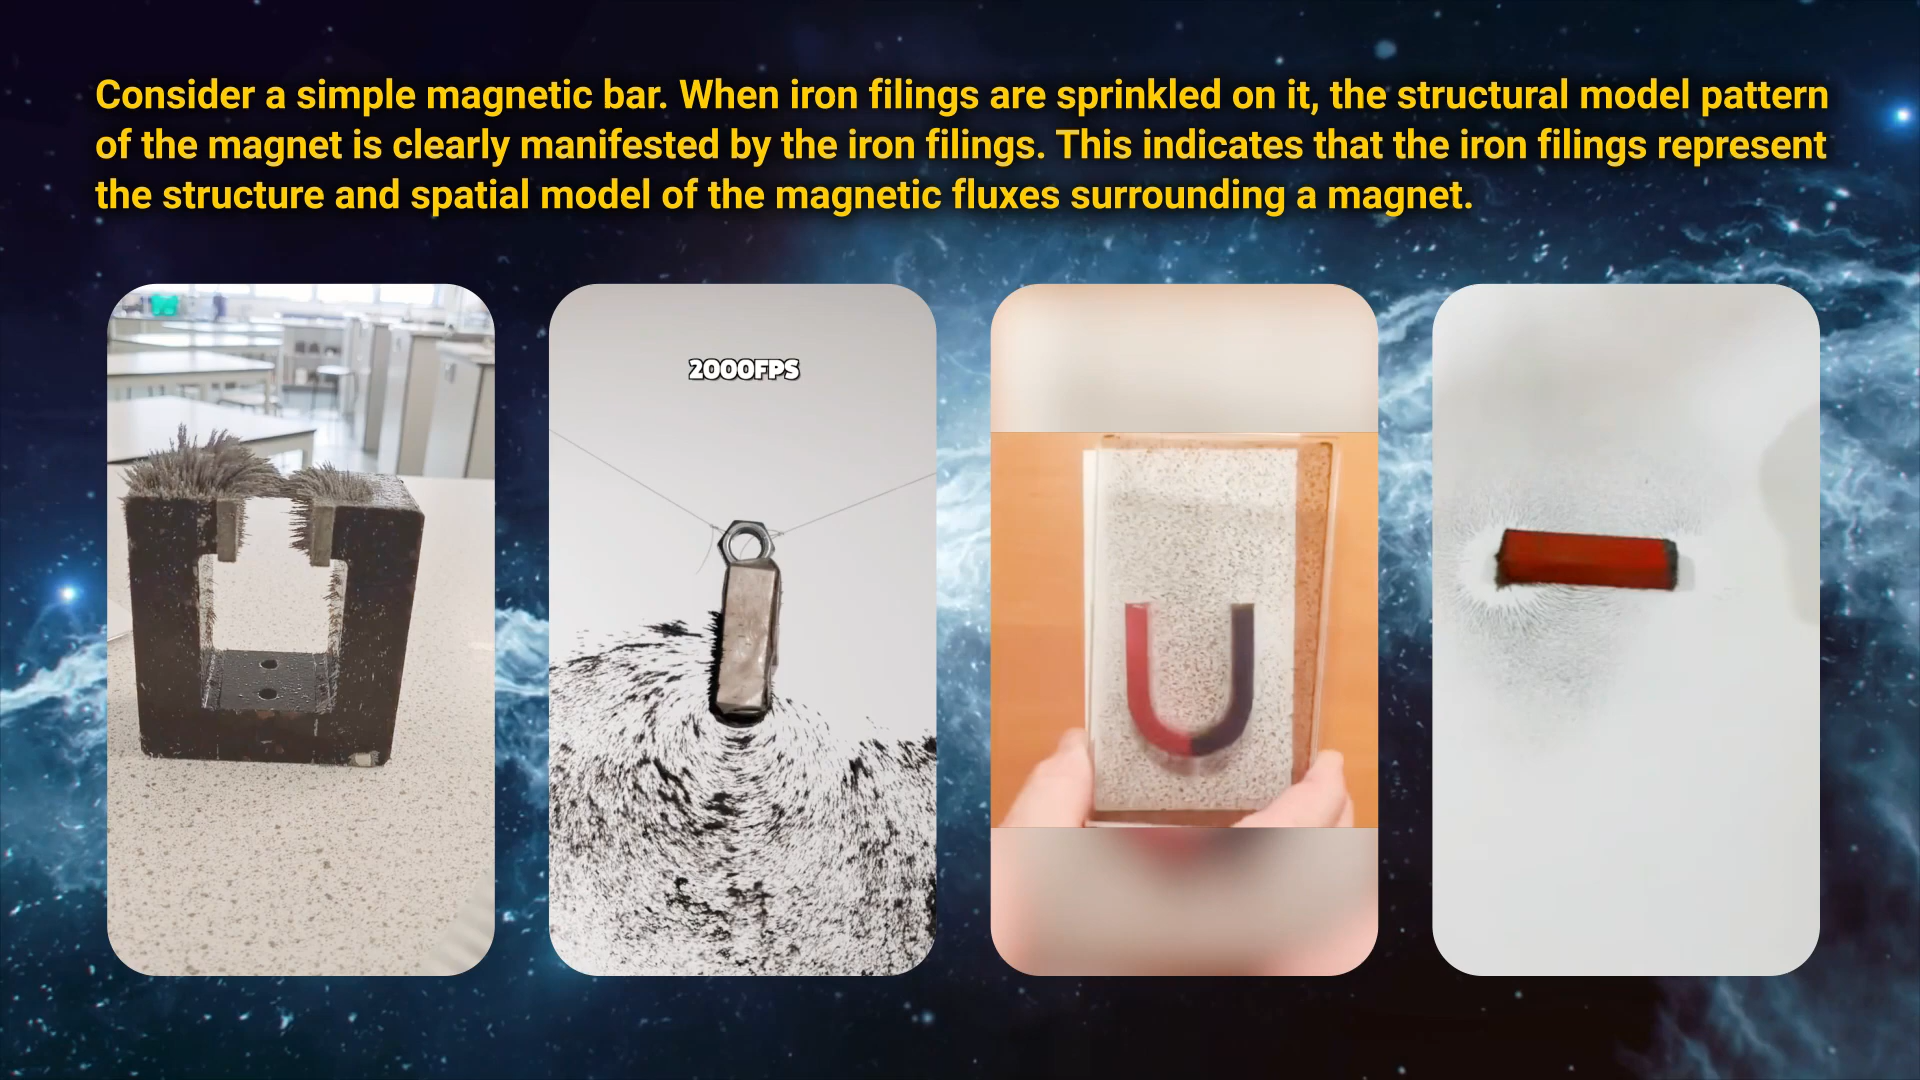 Consider a simple magnetic bar. When iron filings are sprinkled on it, the structural model pattern
of the magnet is clearly manifested by the iron filings. This indicates that the iron filings represent
the structure and spatial model of the magnetic fluxes surrounding a magnet.
2000FPS